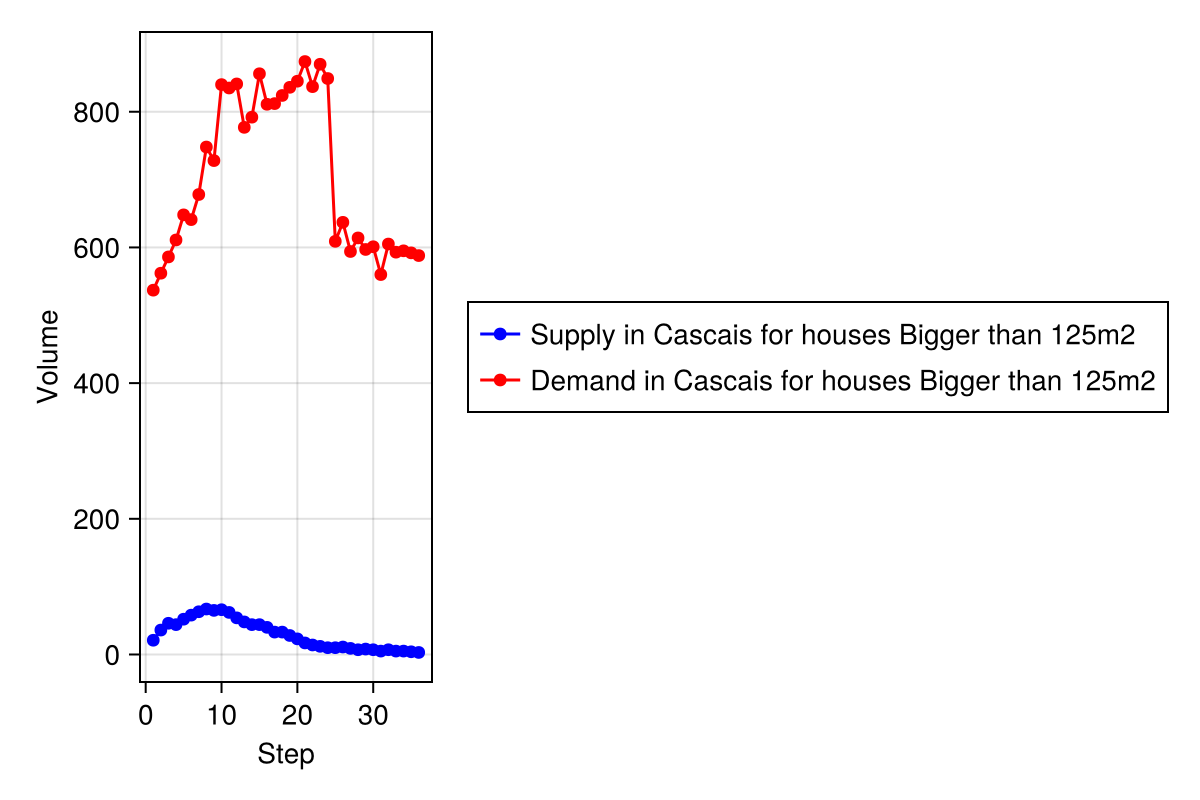 Volume
800
600
400
200
0
0 10 20 30
Step
Supply in Cascais for houses Bigger than 125m2
Demand in Cascais for houses Bigger than 125m2